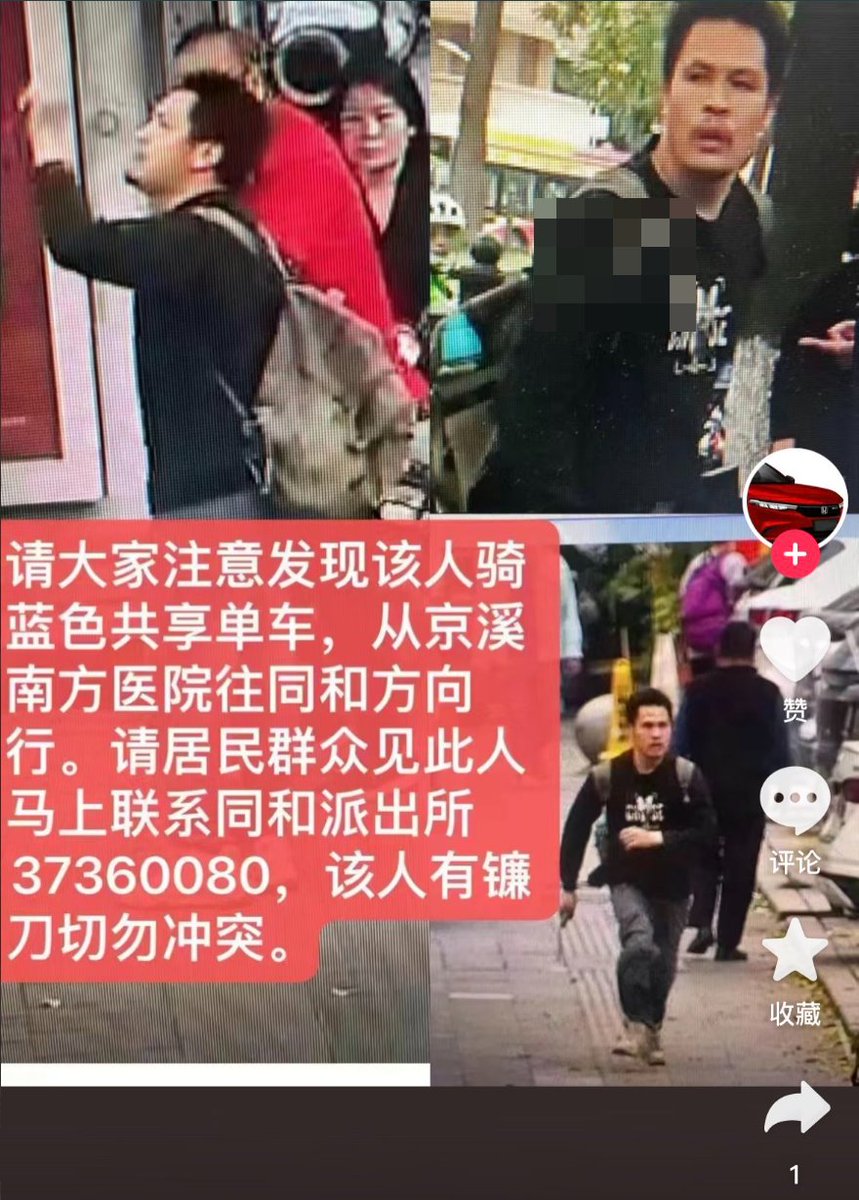 请大家注意发现该人骑
蓝色共享单车，从京溪
南方医院往同和方向
行。请居民群众见此人
马上联系同和派出所
37360080，该人有镰
刀切勿冲突。
赞
评论
收藏
1